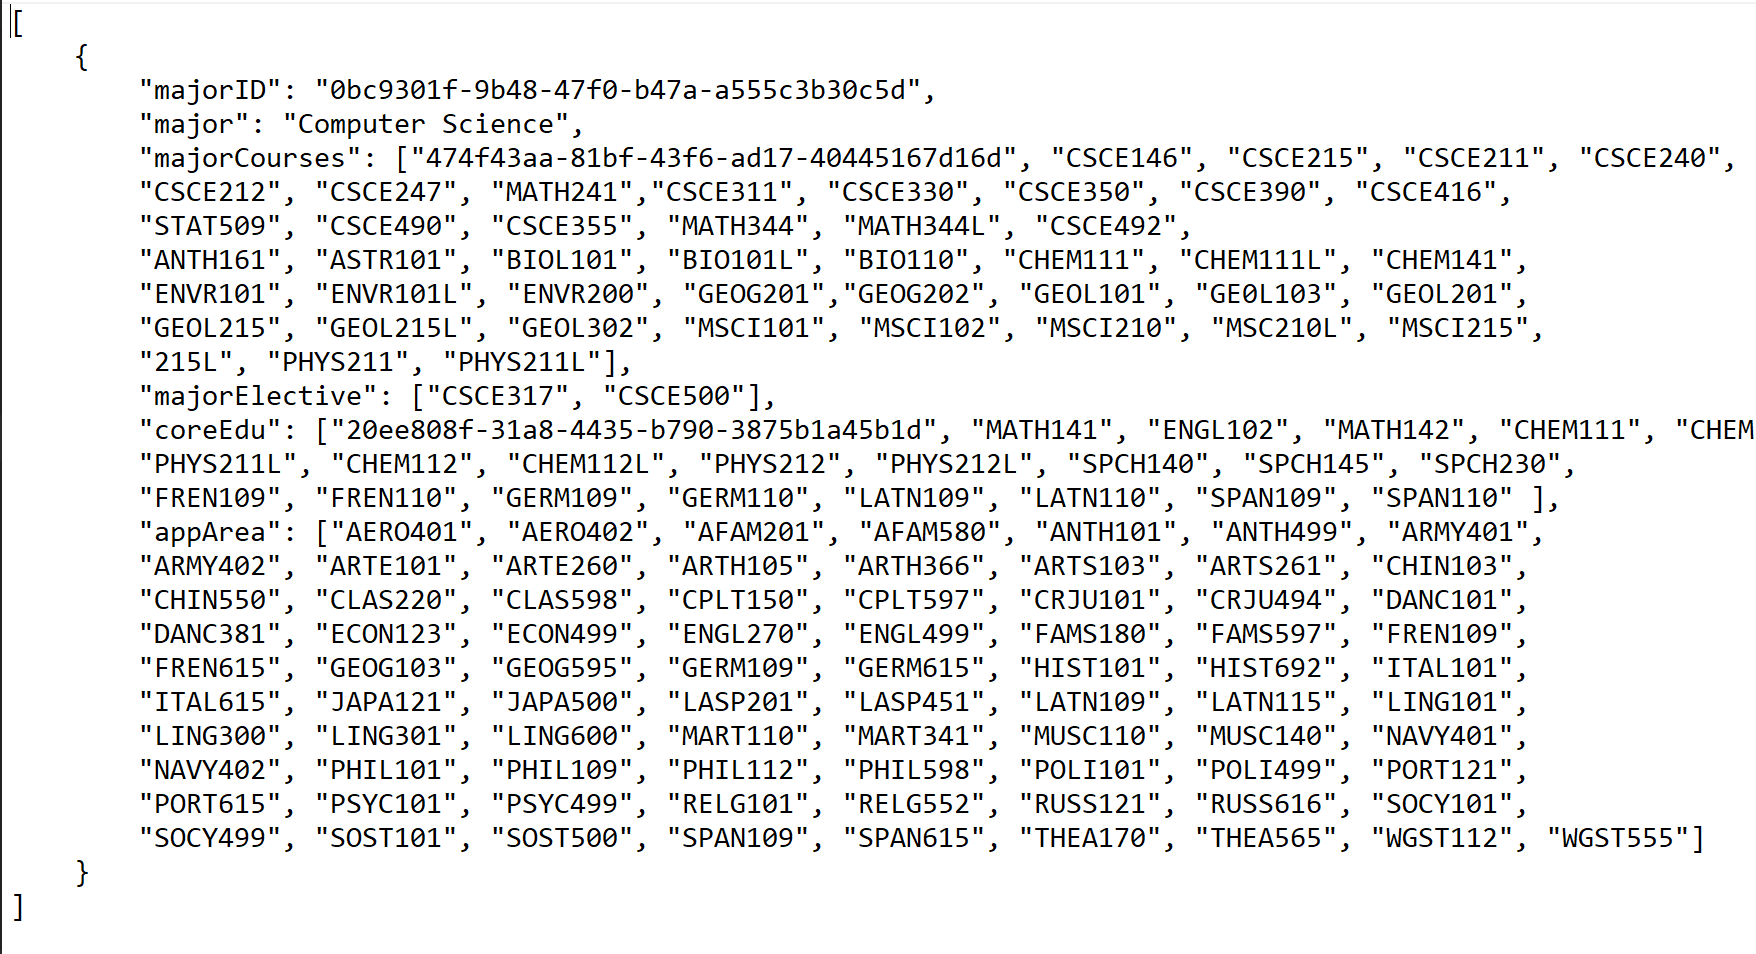 [
    {
        "majorID": "0bc9301f-9b48-47f0-b47a-a555c3b30c5d",
        "major": "Computer Science",
        "majorCourses": ["474f43aa-81bf-43f6-ad17-40445167d16d", "CSCE146", "CSCE215", "CSCE211", "CSCE240",
        "CSCE212", "CSCE247", "MATH241","CSCE311", "CSCE330", "CSCE350", "CSCE390", "CSCE416",
        "STAT509", "CSCE490", "CSCE355", "MATH344", "MATH344L", "CSCE492",
        "ANTH161", "ASTR101", "BIOL101", "BIO101L", "BIO110", "CHEM111", "CHEM111L", "CHEM141",
        "ENVR101", "ENVR101L", "ENVR200", "GEOG201","GEOG202", "GEOL101", "GE0L103", "GEOL201",
        "GEOL215", "GEOL215L", "GEOL302", "MSCI101", "MSCI102", "MSCI210", "MSC210L", "MSCI215",
        "215L", "PHYS211", "PHYS211L"],
        "majorElective": ["CSCE317", "CSCE500"],
        "coreEdu": ["20ee808f-31a8-4435-b790-3875b1a45b1d", "MATH141", "ENGL102", "MATH142", "CHEM111", "CHEM
        "PHYS211L", "CHEM112", "CHEM112L", "PHYS212", "PHYS212L", "SPCH140", "SPCH145", "SPCH230",
        "FREN109", "FREN110", "GERM109", "GERM110", "LATN109", "LATN110", "SPAN109", "SPAN110" ],
        "appArea": ["AERO401", "AERO402", "AFAM201", "AFAM580", "ANTH101", "ANTH499", "ARMY401",
        "ARMY402", "ARTE101", "ARTE260", "ARTH105", "ARTH366", "ARTS103", "ARTS261", "CHIN103",
        "CHIN550", "CLAS220", "CLAS598", "CPLT150", "CPLT597", "CRJU101", "CRJU494", "DANC101",
        "DANC381", "ECON123", "ECON499", "ENGL270", "ENGL499", "FAMS180", "FAMS597", "FREN109",
        "FREN615", "GEOG103", "GEOG595", "GERM109", "GERM615", "HIST101", "HIST692", "ITAL101",
        "ITAL615", "JAPA121", "JAPA500", "LASP201", "LASP451", "LATN109", "LATN115", "LING101",
        "LING300", "LING301", "LING600", "MART110", "MART341", "MUSC110", "MUSC140", "NAVY401",
        "NAVY402", "PHIL101", "PHIL109", "PHIL112", "PHIL598", "POLI101", "POLI499", "PORT121",
        "PORT615", "PSYC101", "PSYC499", "RELG101", "RELG552", "RUSS121", "RUSS616", "SOCY101",
        "SOCY499", "SOST101", "SOST500", "SPAN109", "SPAN615", "THEA170", "THEA565", "WGST112", "WGST555"]
    }
]